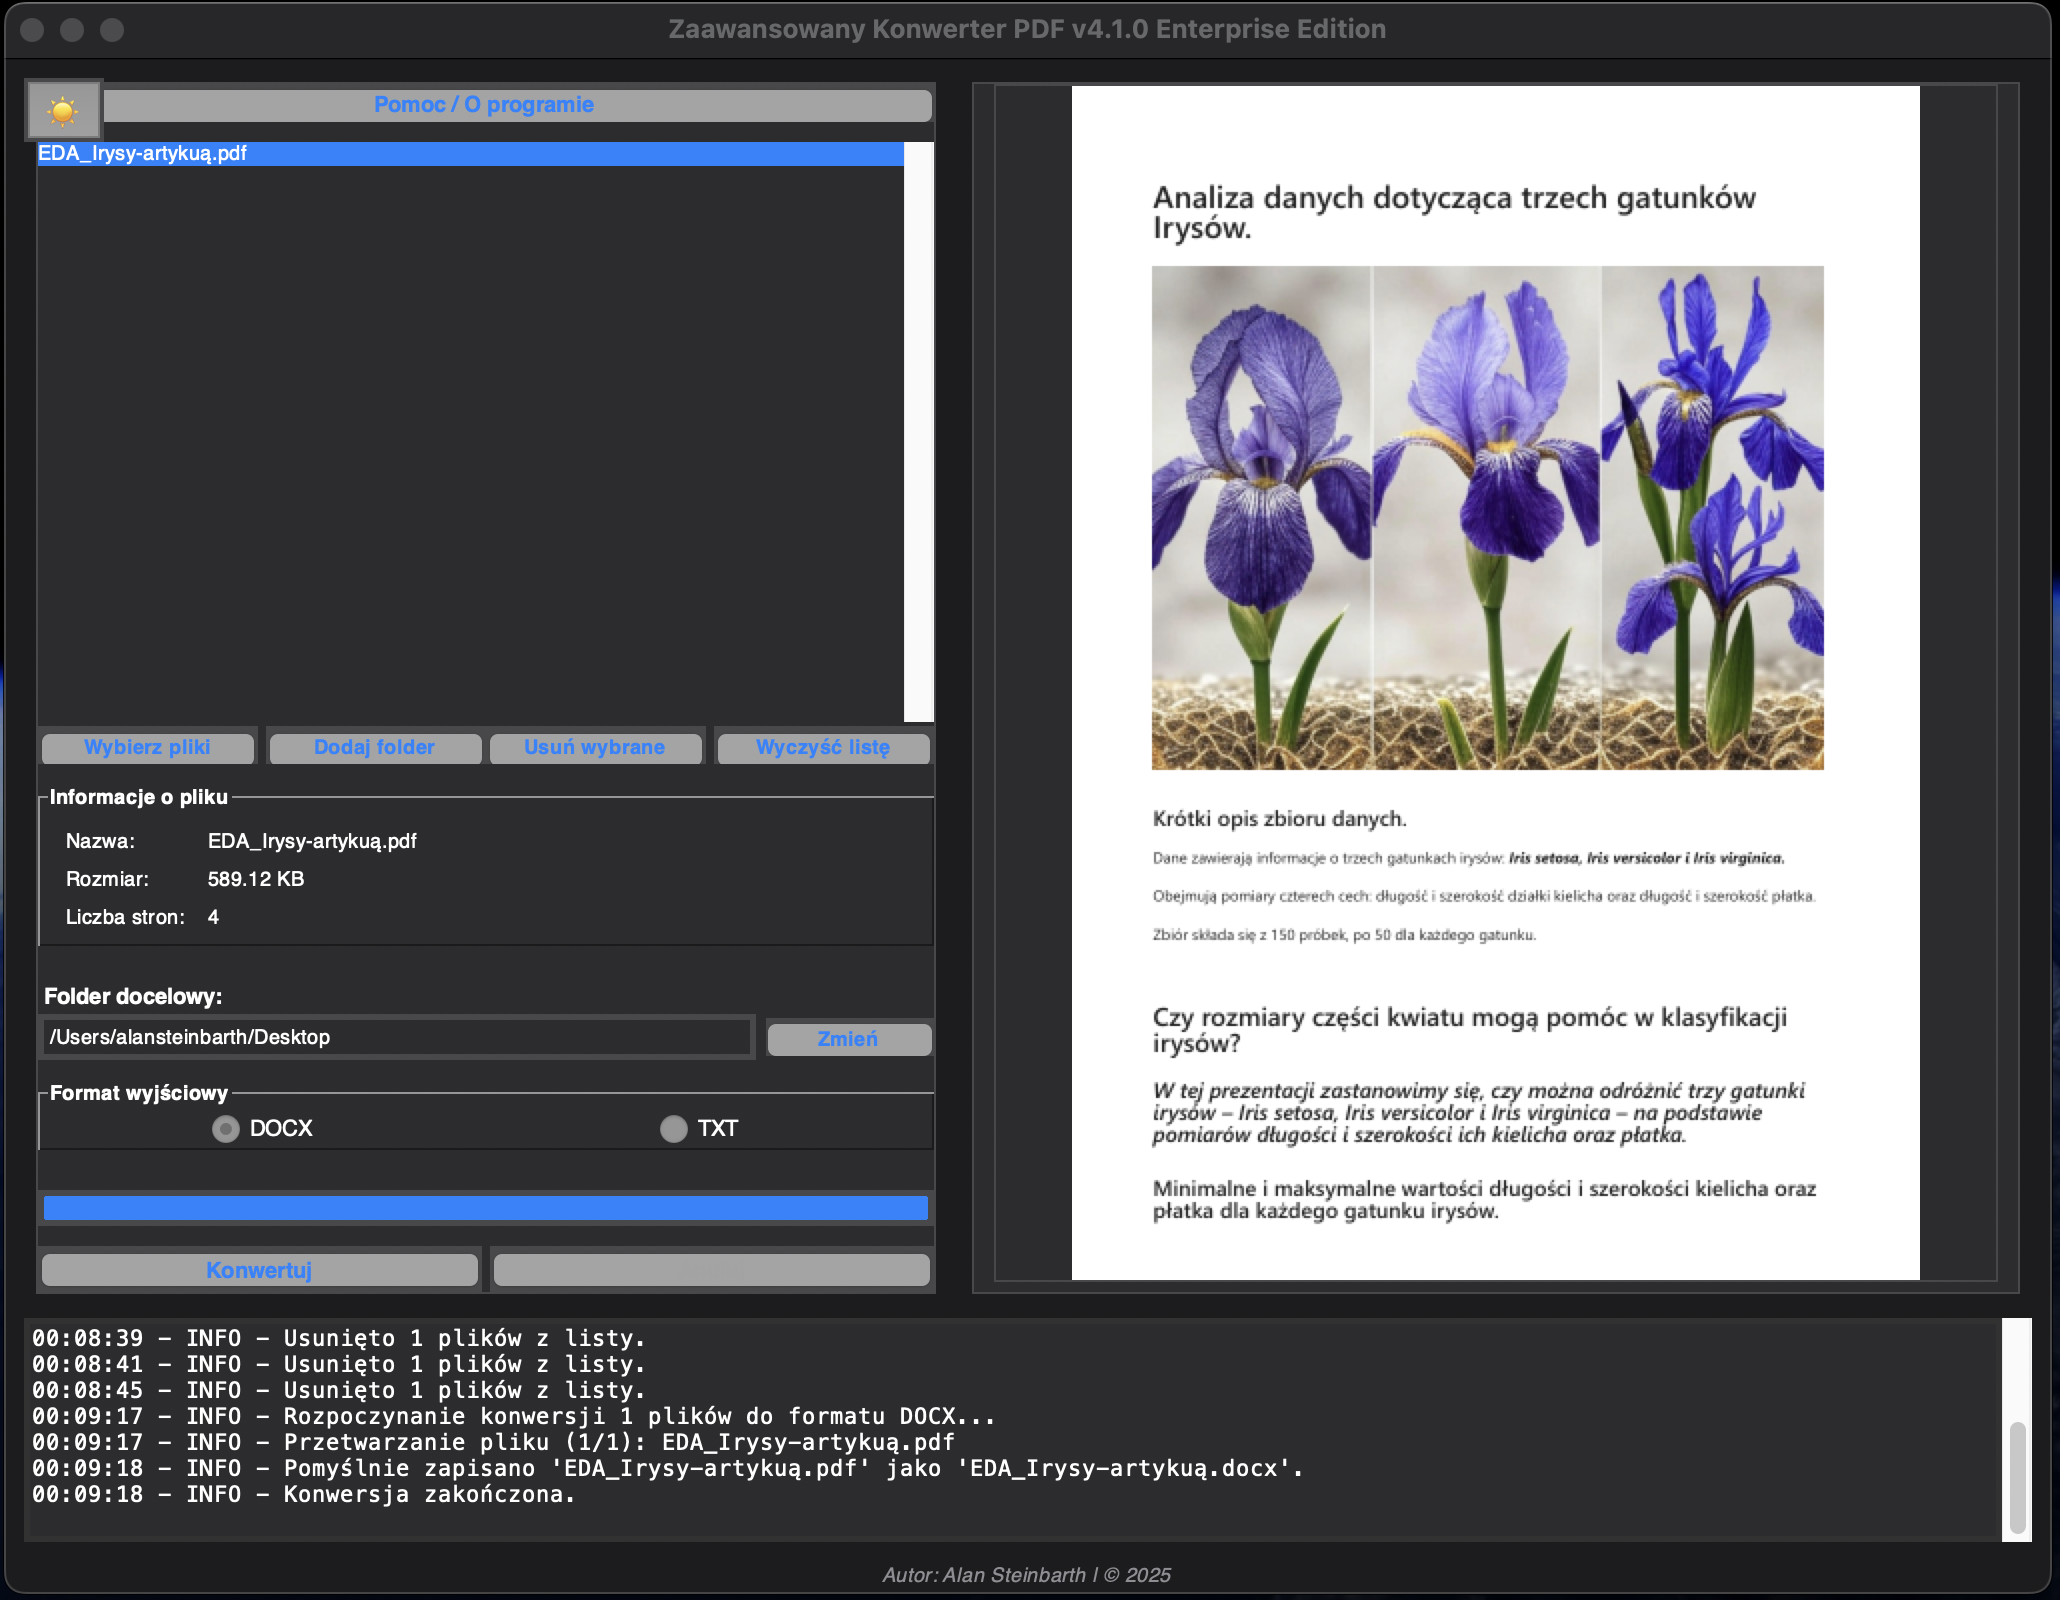 Zaawansowany Konwerter PDF v4.1.0 Enterprise Edition
Pomoc / O programie
EDA_Irysy-artykuą.pdf
Wybierz pliki
Dodaj folder
Usuń wybrane
Wyczyść listę
Informacje o pliku
Nazwa: EDA_Irysy-artykuą.pdf
Rozmiar: 589.12 KB
Liczba stron: 4
Folder docelowy:
/Users/alansteinbarth/Desktop
Zmień
Format wyjściowy
DOCX
TXT
Konwertuj
Analiza danych dotycząca trzech gatunków
Irysów.
Krótki opis zbioru danych.
Dane zawierają informacje o trzech gatunkach irysów: Iris setosa, Iris versicolor i Iris virginica.
Obejmują pomiary czterech cech: długość i szerokość działki kielicha oraz długość i szerokość płatka.
Zbiór składa się z 150 próbek, po 50 dla każdego gatunku.
Czy rozmiary części kwiatu mogą pomóc w klasyfikacji
irysów?
W tej prezentacji zastanowimy się, czy można odróżnić trzy gatunki
irysów – Iris setosa, Iris versicolor i Iris virginica – na podstawie
pomiarów długości i szerokości ich kielicha oraz płatka.
Minimalne i maksymalne wartości długości i szerokości kielicha oraz
płatka dla każdego gatunku irysów.
00:08:39 – INFO – Usunięto 1 plików z listy.
00:08:41 – INFO – Usunięto 1 plików z listy.
00:08:45 – INFO – Usunięto 1 plików z listy.
00:09:17 – INFO – Rozpoczynanie konwersji 1 plików do formatu DOCX...
00:09:17 – INFO – Przetwarzanie pliku (1/1): EDA_Irysy-artykuą.pdf
00:09:18 – INFO – Pomyślnie zapisano 'EDA_Irysy-artykuą.pdf' jako 'EDA_Irysy-artykuą.docx'.
00:09:18 – INFO – Konwersja zakończona.
Autor: Alan Steinbarth | © 2025